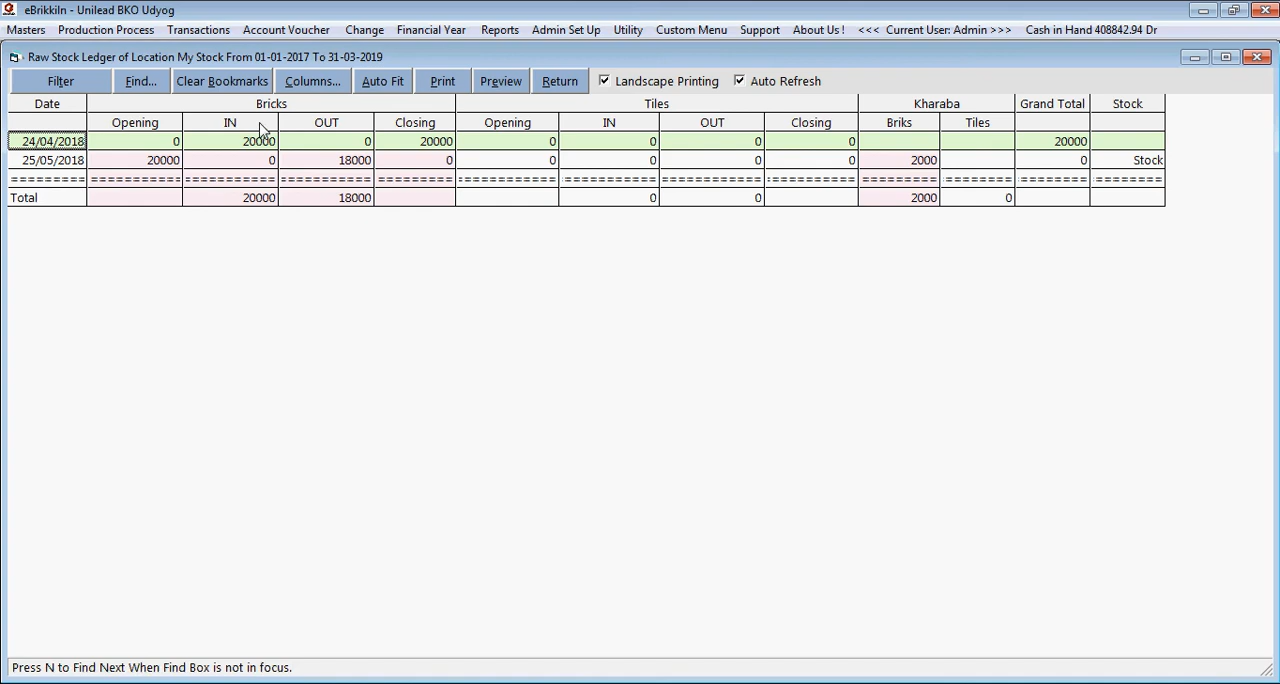 eBrikkiln - Unilead BKO Udyog
Masters Production Process Transactions Account Voucher Change Financial Year Reports Admin Set Up Utility Custom Menu Support About Us ! <<< Current User: Admin >>> Cash in Hand 408842.94 Dr
Raw Stock Ledger of Location My Stock From 01-01-2017 To 31-03-2019
Filter Find... Clear Bookmarks Columns... Auto Fit Print Preview Return Landscape Printing Auto Refresh
Date Bricks Tiles Kharaba Grand Total Stock
Opening IN OUT Closing Opening IN OUT Closing Briks Tiles
24/04/2018 0 20000 0 20000 0 0 0 0 20000
25/05/2018 20000 0 18000 0 0 0 0 0 2000 0 Stock
Total 20000 18000 0 0 2000 0
Press N to Find Next When Find Box is not in focus.